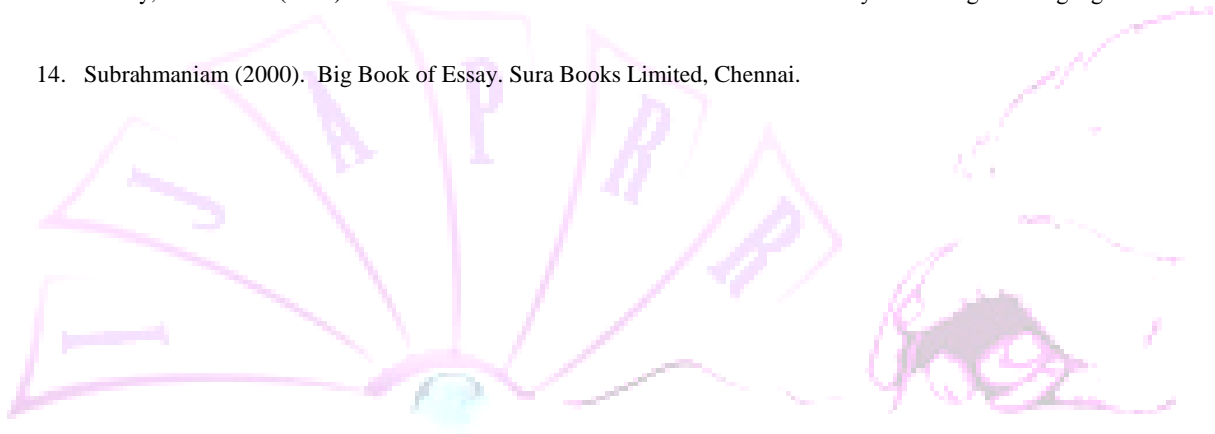 14. Subrahmaniam (2000). Big Book of Essay. Sura Books Limited, Chennai.
I J A P R R